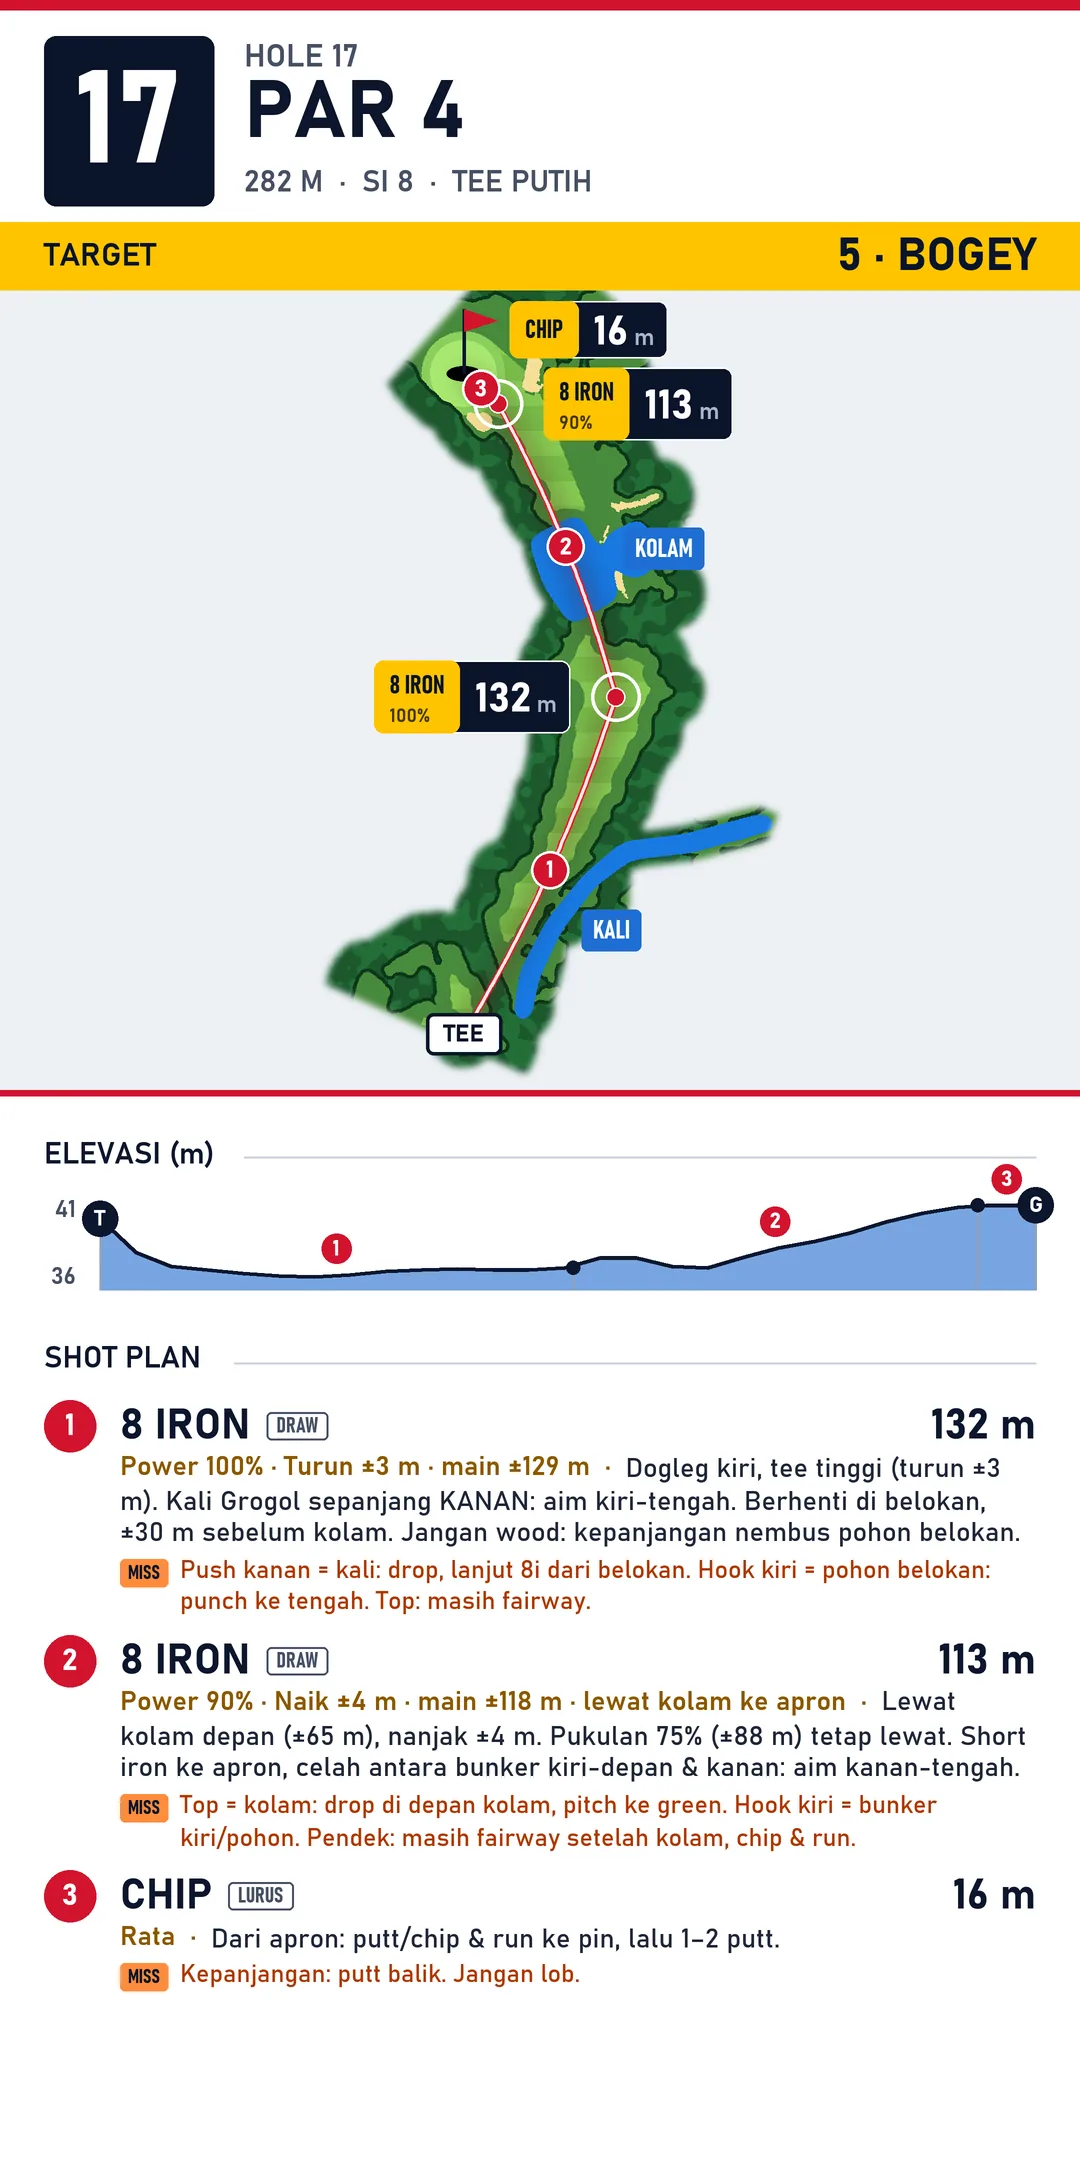 17
HOLE 17
PAR 4
282 M · SI 8 · TEE PUTIH
TARGET
5 · BOGEY
CHIP 16 m
3
8 IRON
90%
113 m
2
KOLAM
8 IRON
100%
132 m
1
KALI
TEE
ELEVASI (m)
41
36
T
1
2
3
G
SHOT PLAN
1
8 IRON DRAW 132 m
Power 100% · Turun ±3 m · main ±129 m · Dogleg kiri, tee tinggi (turun ±3
m). Kali Grogol sepanjang KANAN: aim kiri-tengah. Berhenti di belokan,
±30 m sebelum kolam. Jangan wood: kepanjangan nembus pohon belokan.
MISS Push kanan = kali: drop, lanjut 8i dari belokan. Hook kiri = pohon belokan:
punch ke tengah. Top: masih fairway.
2
8 IRON DRAW 113 m
Power 90% · Naik ±4 m · main ±118 m · lewat kolam ke apron · Lewat
kolam depan (±65 m), nanjak ±4 m. Pukulan 75% (±88 m) tetap lewat. Short
iron ke apron, celah antara bunker kiri-depan & kanan: aim kanan-tengah.
MISS Top = kolam: drop di depan kolam, pitch ke green. Hook kiri = bunker
kiri/pohon. Pendek: masih fairway setelah kolam, chip & run.
3
CHIP LURUS 16 m
Rata · Dari apron: putt/chip & run ke pin, lalu 1–2 putt.
MISS Kepanjangan: putt balik. Jangan lob.